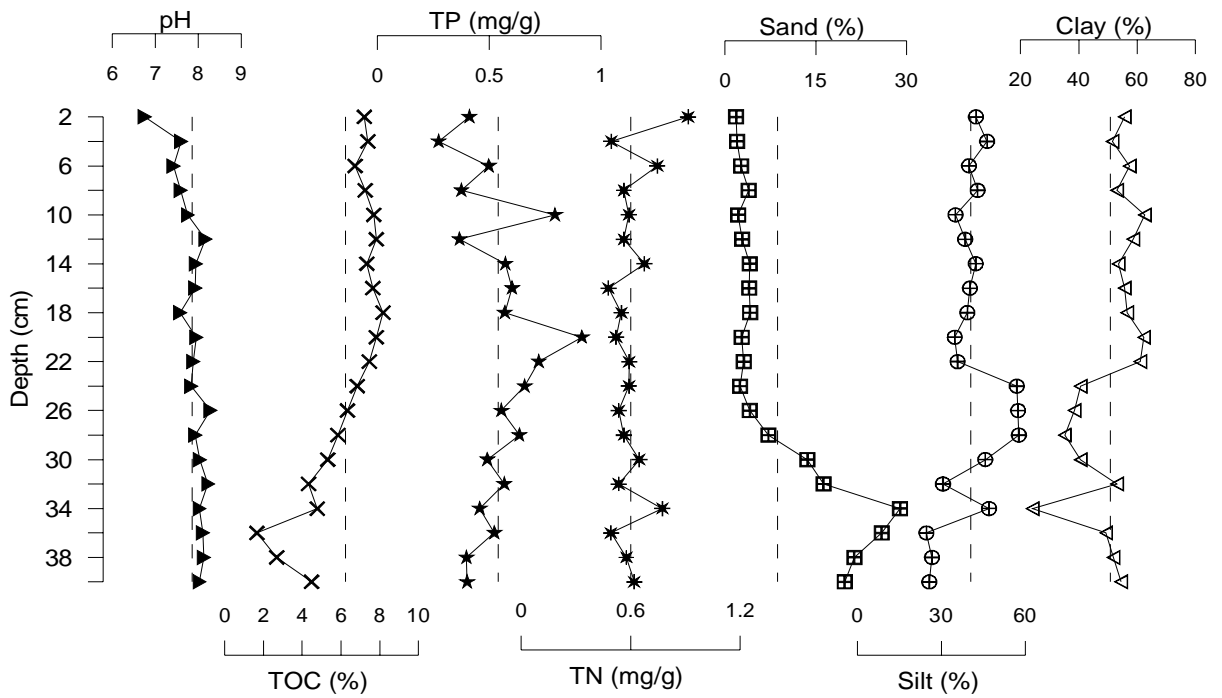 pH TP (mg/g) Sand (%) Clay (%)
6 7 8 9 0 0.5 1 0 15 30 20 40 60 80
Depth (cm)
2
6
10
14
18
22
26
30
34
38
0 2 4 6 8 10 0 0.6 1.2 0 30 60
TOC (%) TN (mg/g) Silt (%)